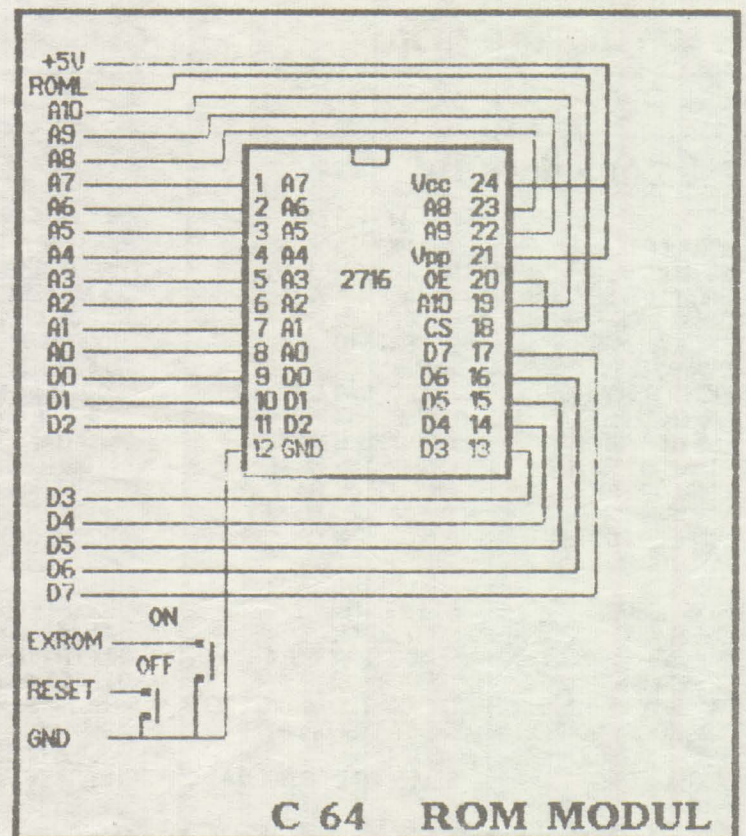 +5V
ROML
A10
A9
A8
A7 1 A7 Vcc 24
A6 2 A6 A8 23
A5 3 A5 A9 22
A4 4 A4 Vpp 21
A3 5 A3 2716 OE 20
A2 6 A2 A10 19
A1 7 A1 CS 18
A0 8 A0 D7 17
D0 9 D0 D6 16
D1 10 D1 D5 15
D2 11 D2 D4 14
12 GND D3 13
D3
D4
D5
D6
D7
ON
EXROM
OFF
RESET
GND
C 64 ROM MODUL